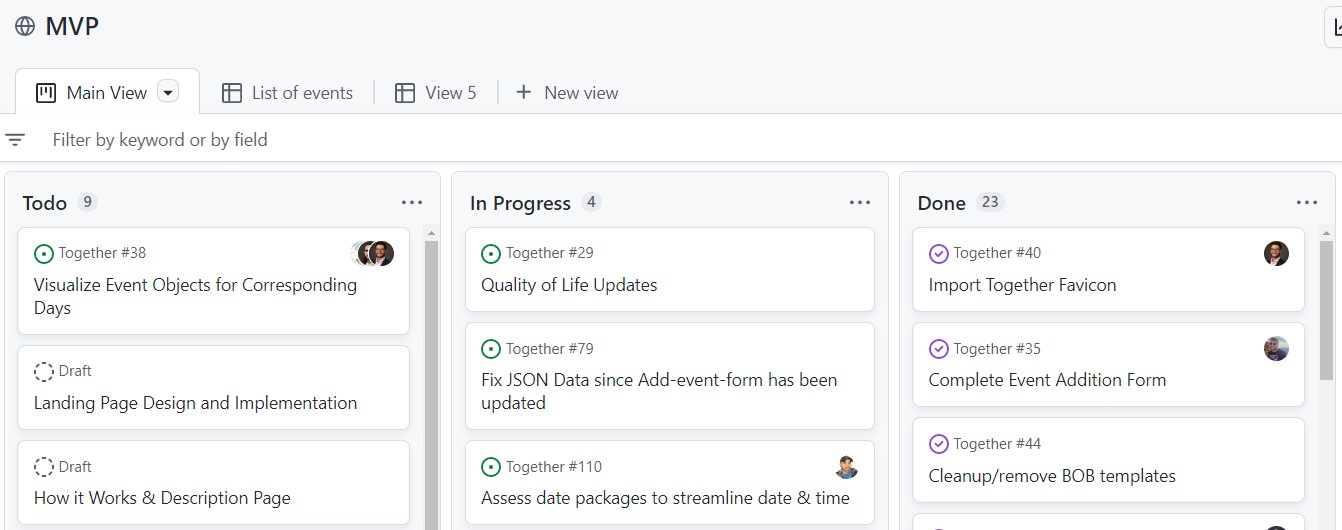 MVP
Main View
List of events
View 5
New view
Filter by keyword or by field
Todo 9
Together #38
Visualize Event Objects for Corresponding
Days
Draft
Landing Page Design and Implementation
Draft
How it Works & Description Page
In Progress 4
Together #29
Quality of Life Updates
Together #79
Fix JSON Data since Add-event-form has been
updated
Together #110
Assess date packages to streamline date & time
Done 23
Together #40
Import Together Favicon
Together #35
Complete Event Addition Form
Together #44
Cleanup/remove BOB templates